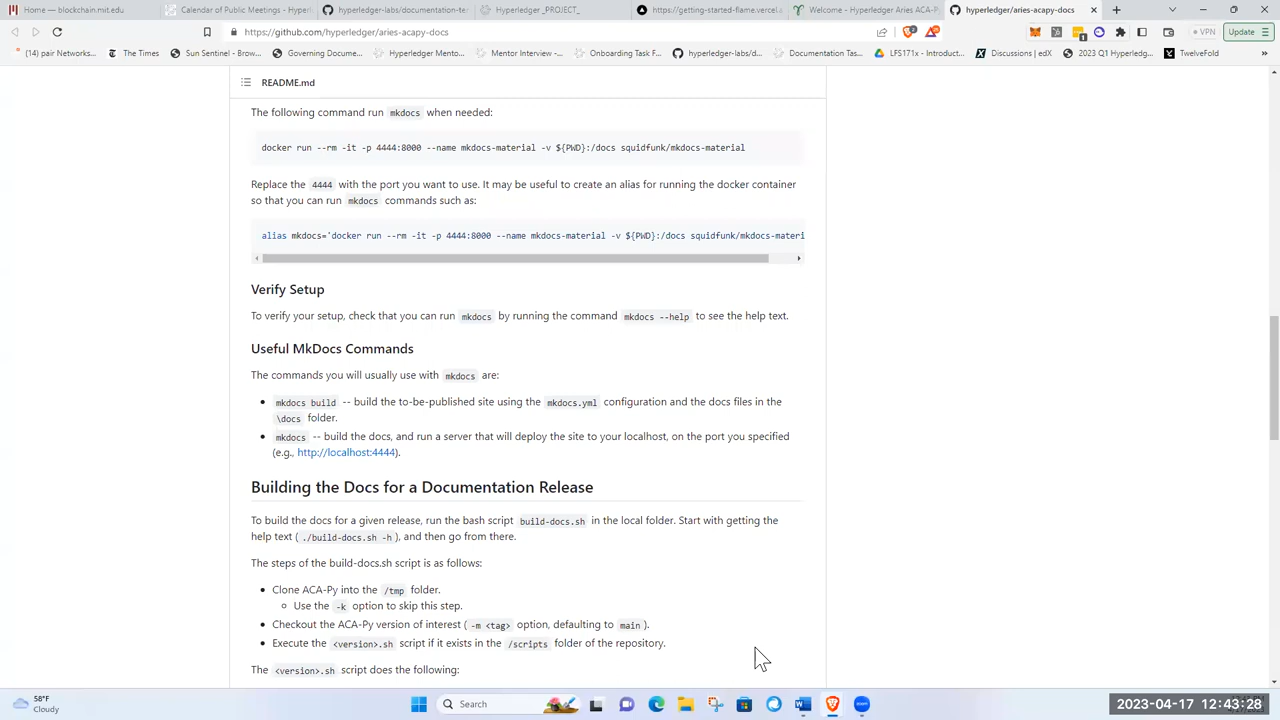 Home — blockchain.mit.edu
Calendar of Public Meetings - Hyperl
hyperledger-labs/documentation-te
Hyperledger _PROJECT_
https://getting-started-flame.vercel.a
Welcome - Hyperledger Aries ACA-P
hyperledger/aries-acapy-docs
https://github.com/hyperledger/aries-acapy-docs
VPN
Update
(14) pair Networks...
The Times
Sun Sentinel - Brow...
Governing Docume...
Hyperledger Mento...
Mentor Interview -...
Onboarding Task F...
hyperledger-labs/d...
Documentation Tas...
LFS171x - Introduct...
Discussions | edX
2023 Q1 Hyperledg...
TwelveFold
README.md
The following command run mkdocs when needed:
docker run --rm -it -p 4444:8000 --name mkdocs-material -v ${PWD}:/docs squidfunk/mkdocs-material
Replace the 4444 with the port you want to use. It may be useful to create an alias for running the docker container
so that you can run mkdocs commands such as:
alias mkdocs='docker run --rm -it -p 4444:8000 --name mkdocs-material -v ${PWD}:/docs squidfunk/mkdocs-materi
Verify Setup
To verify your setup, check that you can run mkdocs by running the command mkdocs --help to see the help text.
Useful MkDocs Commands
The commands you will usually use with mkdocs are:
mkdocs build -- build the to-be-published site using the mkdocs.yml configuration and the docs files in the
\docs folder.
mkdocs -- build the docs, and run a server that will deploy the site to your localhost, on the port you specified
(e.g., http://localhost:4444).
Building the Docs for a Documentation Release
To build the docs for a given release, run the bash script build-docs.sh in the local folder. Start with getting the
help text ( ./build-docs.sh -h ), and then go from there.
The steps of the build-docs.sh script is as follows:
Clone ACA-Py into the /tmp folder.
Use the -k option to skip this step.
Checkout the ACA-Py version of interest ( -m <tag> option, defaulting to main ).
Execute the <version>.sh script if it exists in the /scripts folder of the repository.
The <version>.sh script does the following:
58°F
Cloudy
Search
2023-04-17 12:43:28